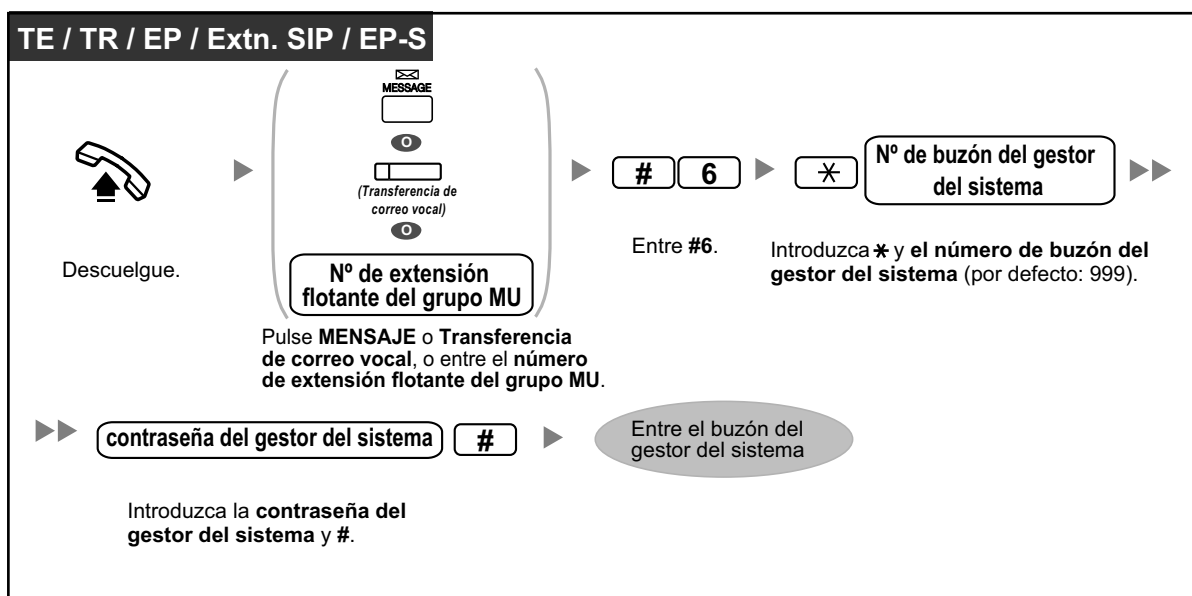 TE / TR / EP / Extn. SIP / EP-S
MESSAGE
O
(Transferencia de
correo vocal)
O
Nº de extensión
flotante del grupo MU
# 6
* Nº de buzón del gestor
del sistema
Descuelgue.
Pulse MENSAJE o Transferencia
de correo vocal, o entre el número
de extensión flotante del grupo MU.
Entre #6.
Introduzca * y el número de buzón del
gestor del sistema (por defecto: 999).
contraseña del gestor del sistema #
Entre el buzón del
gestor del sistema
Introduzca la contraseña del
gestor del sistema y #.